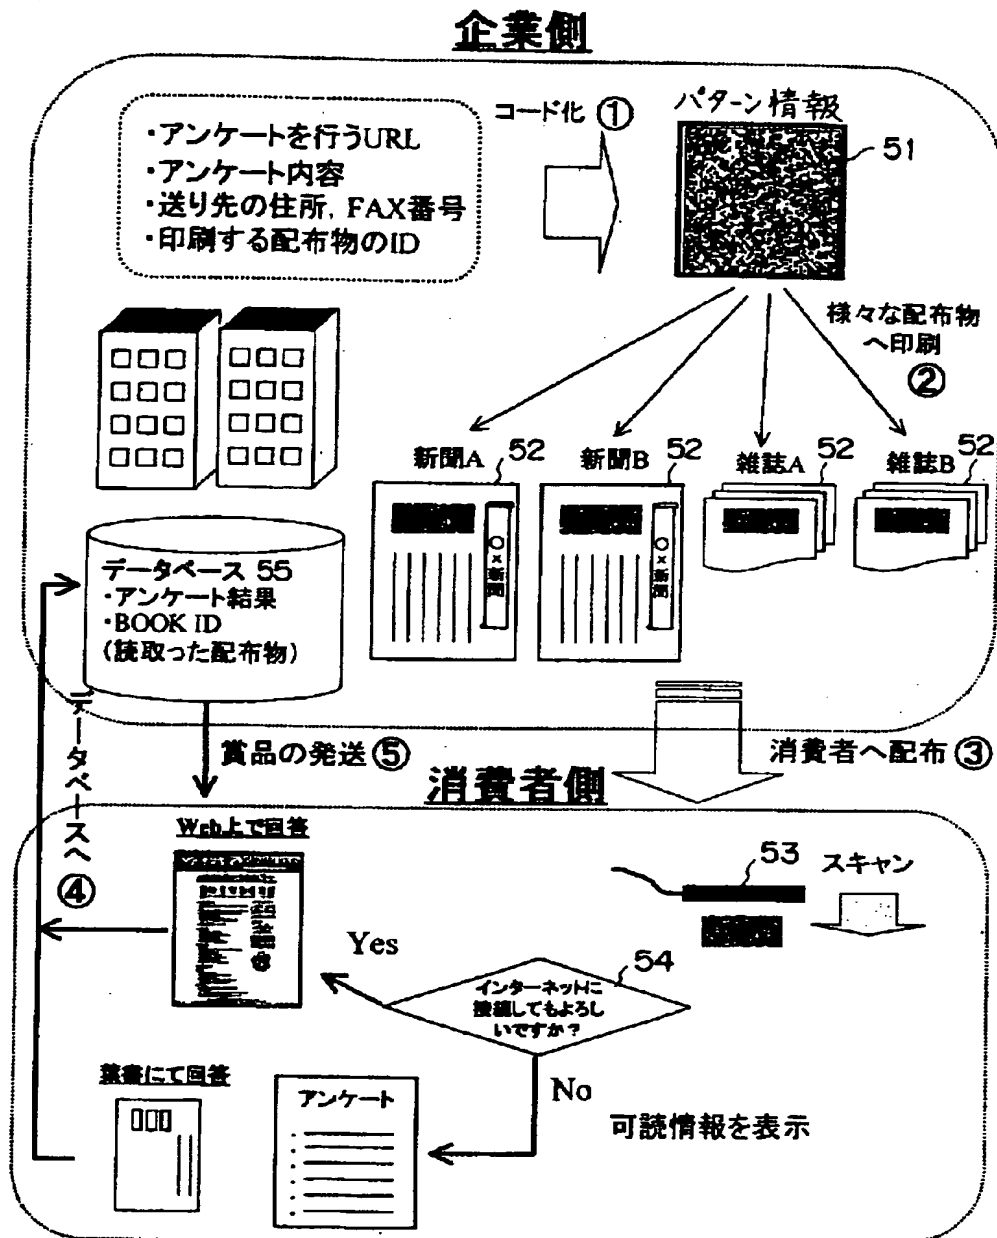 企業側
・アンケートを行うURL
・アンケート内容
・送り先の住所, FAX番号
・印刷する配布物のID
コード化 ①
パターン情報
51
様々な配布物
へ印刷
②
新聞A 52
新聞B 52
雑誌A 52
雑誌B 52
○×新聞
○×新聞
データベース 55
・アンケート結果
・BOOK ID
(読取った配布物)
データベースへ
④
賞品の発送⑤
消費者へ配布③
消費者側
Web上で回答
53
スキャン
Yes
54
インターネットに
接続してもよろし
いですか?
No
葉書にて回答
アンケート
可読情報を表示